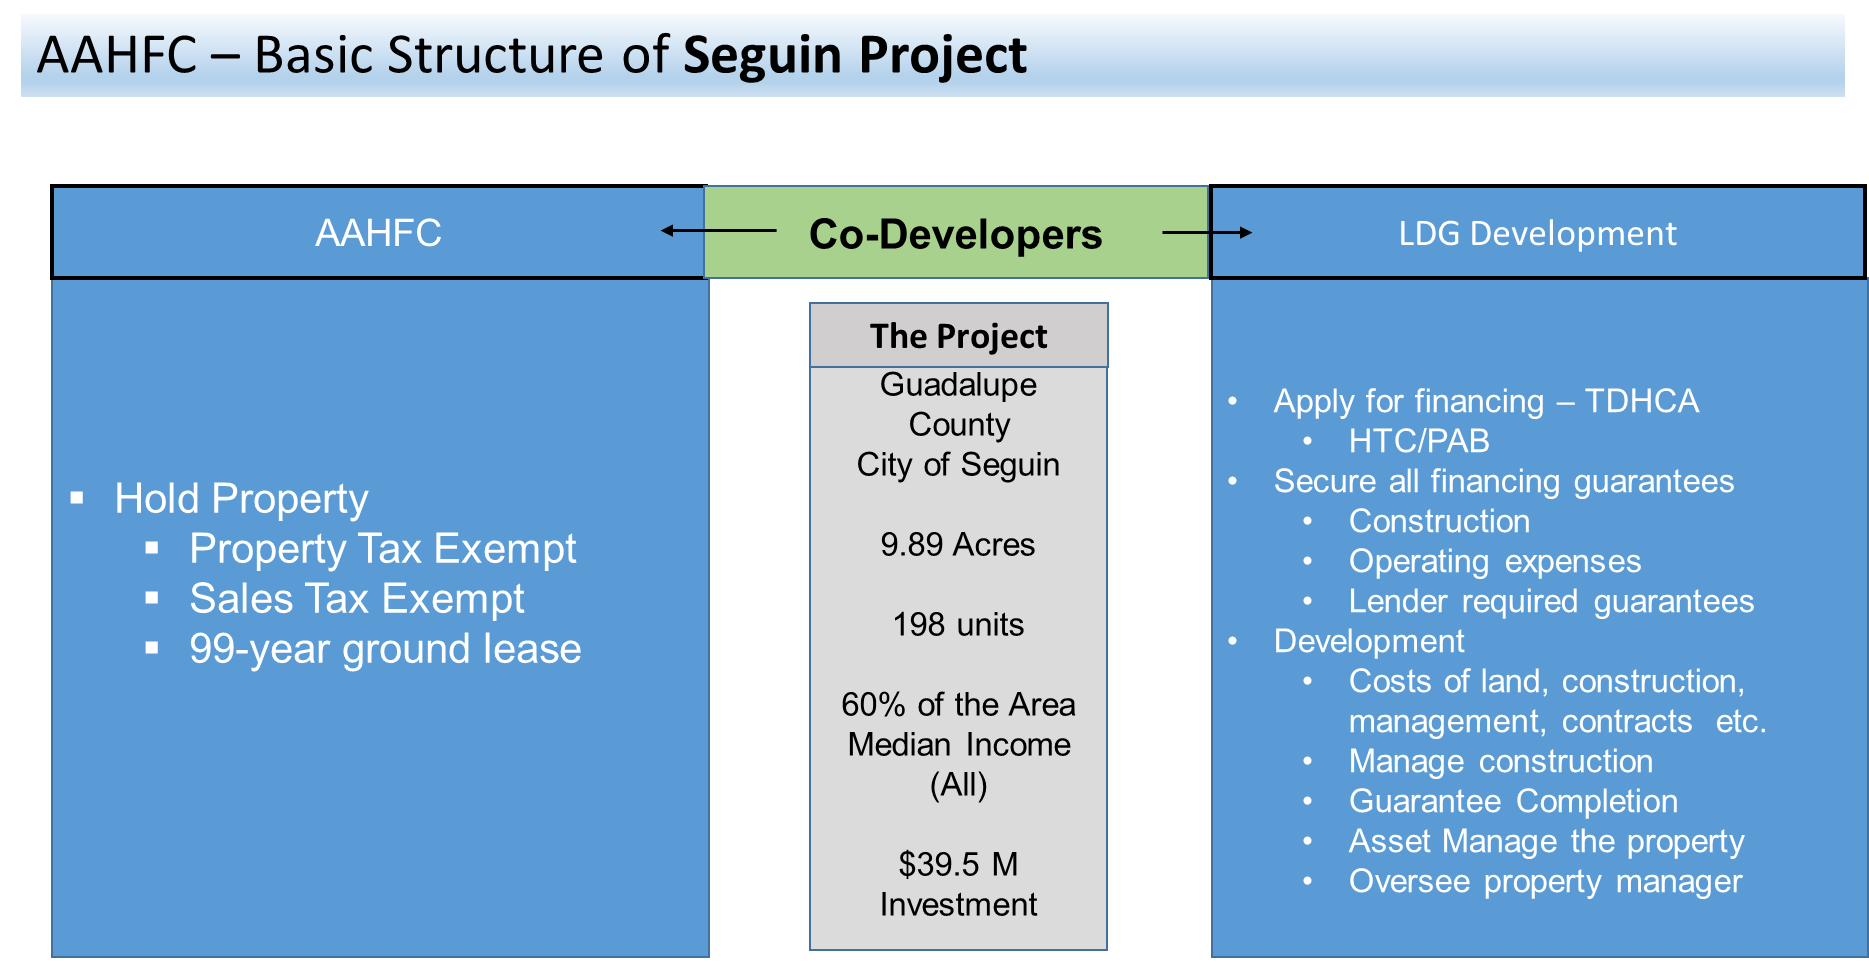 AAHFC – Basic Structure of Seguin Project
AAHFC
Co-Developers
LDG Development
▪ Hold Property
▪ Property Tax Exempt
▪ Sales Tax Exempt
▪ 99-year ground lease
The Project
Guadalupe
County
City of Seguin
9.89 Acres
198 units
60% of the Area
Median Income
(All)
$39.5 M
Investment
• Apply for financing – TDHCA
• HTC/PAB
• Secure all financing guarantees
• Construction
• Operating expenses
• Lender required guarantees
• Development
• Costs of land, construction,
management, contracts etc.
• Manage construction
• Guarantee Completion
• Asset Manage the property
• Oversee property manager